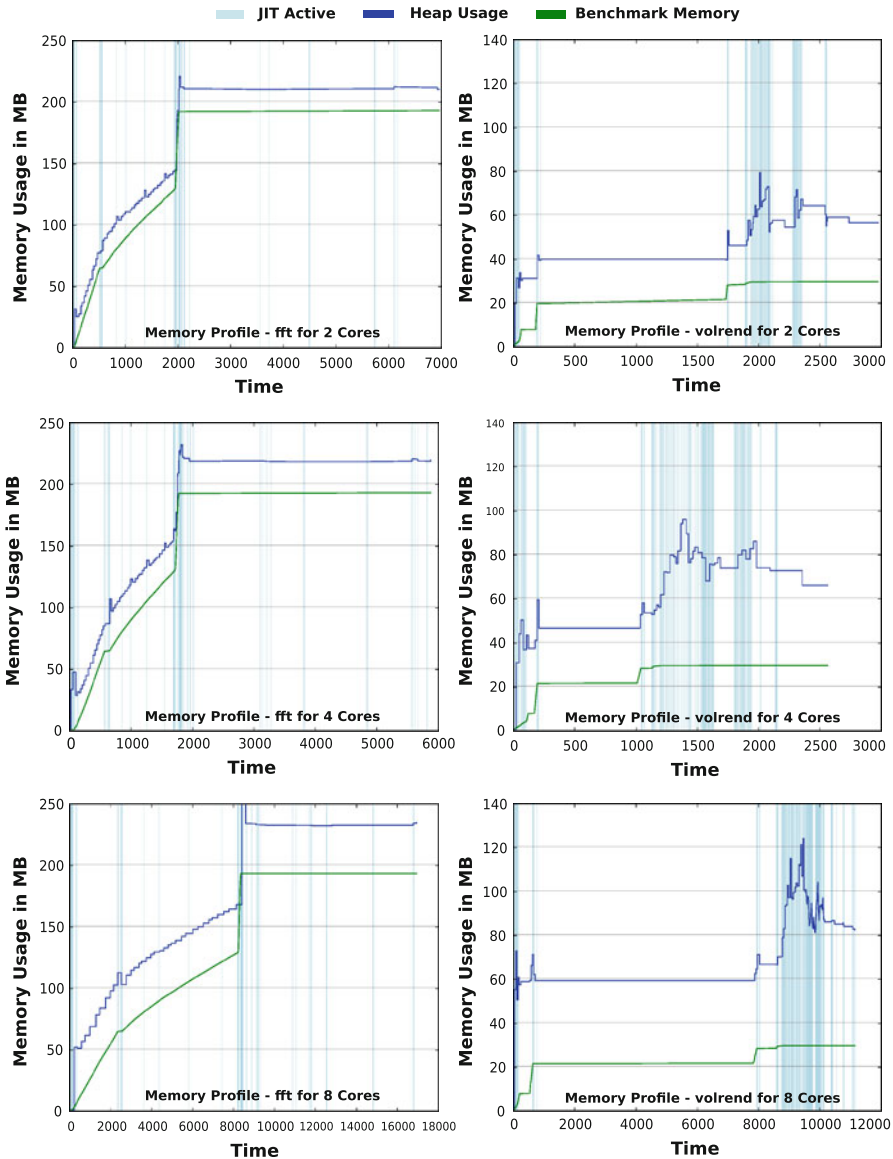 JIT Active Heap Usage Benchmark Memory
250
200
150
100
50
0
Memory Usage in MB
Memory Profile - fft for 2 Cores
0 1000 2000 3000 4000 5000 6000 7000
Time
140
120
100
80
60
40
20
0
Memory Usage in MB
Memory Profile - volrend for 2 Cores
0 500 1000 1500 2000 2500 3000
Time
250
200
150
100
50
0
Memory Usage in MB
Memory Profile - fft for 4 Cores
0 1000 2000 3000 4000 5000 6000
Time
140
120
100
80
60
40
20
0
Memory Usage in MB
Memory Profile - volrend for 4 Cores
0 500 1000 1500 2000 2500 3000
Time
250
200
150
100
50
0
Memory Usage in MB
Memory Profile - fft for 8 Cores
0 2000 4000 6000 8000 10000 12000 14000 16000 18000
Time
140
120
100
80
60
40
20
0
Memory Usage in MB
Memory Profile - volrend for 8 Cores
0 2000 4000 6000 8000 10000 12000
Time